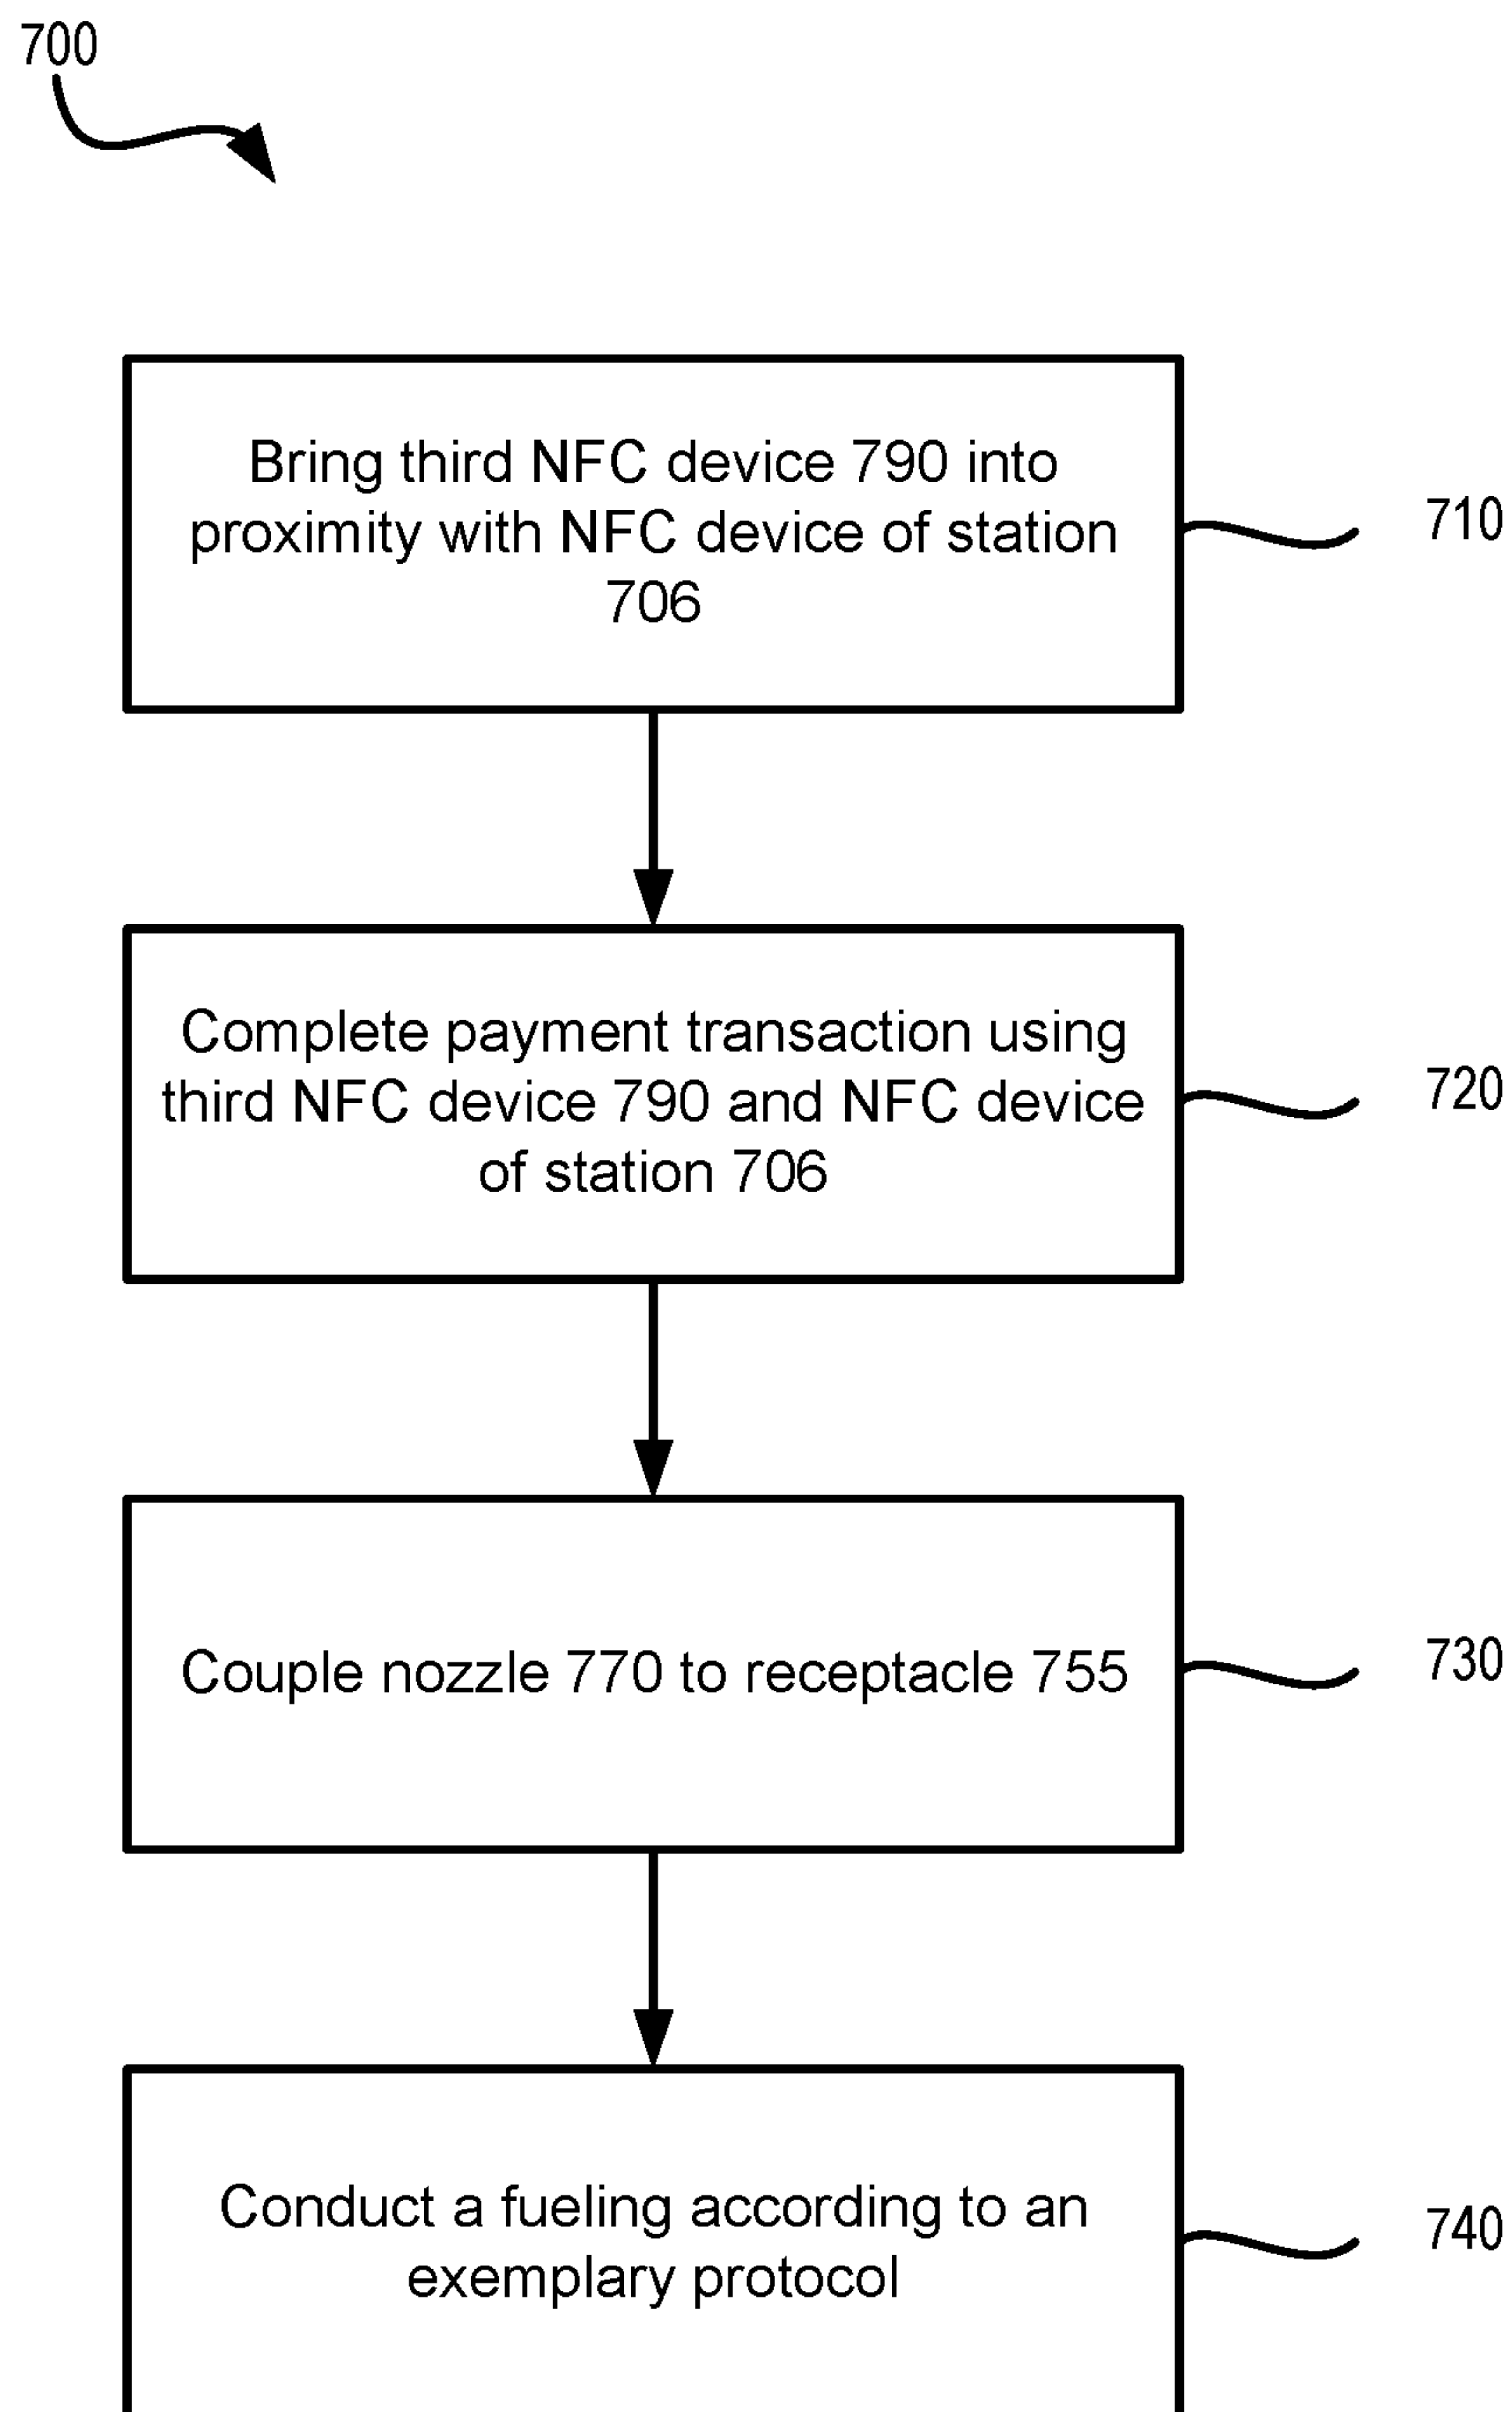 700
Bring third NFC device 790 into
proximity with NFC device of station
706
710
Complete payment transaction using
third NFC device 790 and NFC device
of station 706
720
Couple nozzle 770 to receptacle 755
730
Conduct a fueling according to an
exemplary protocol
740